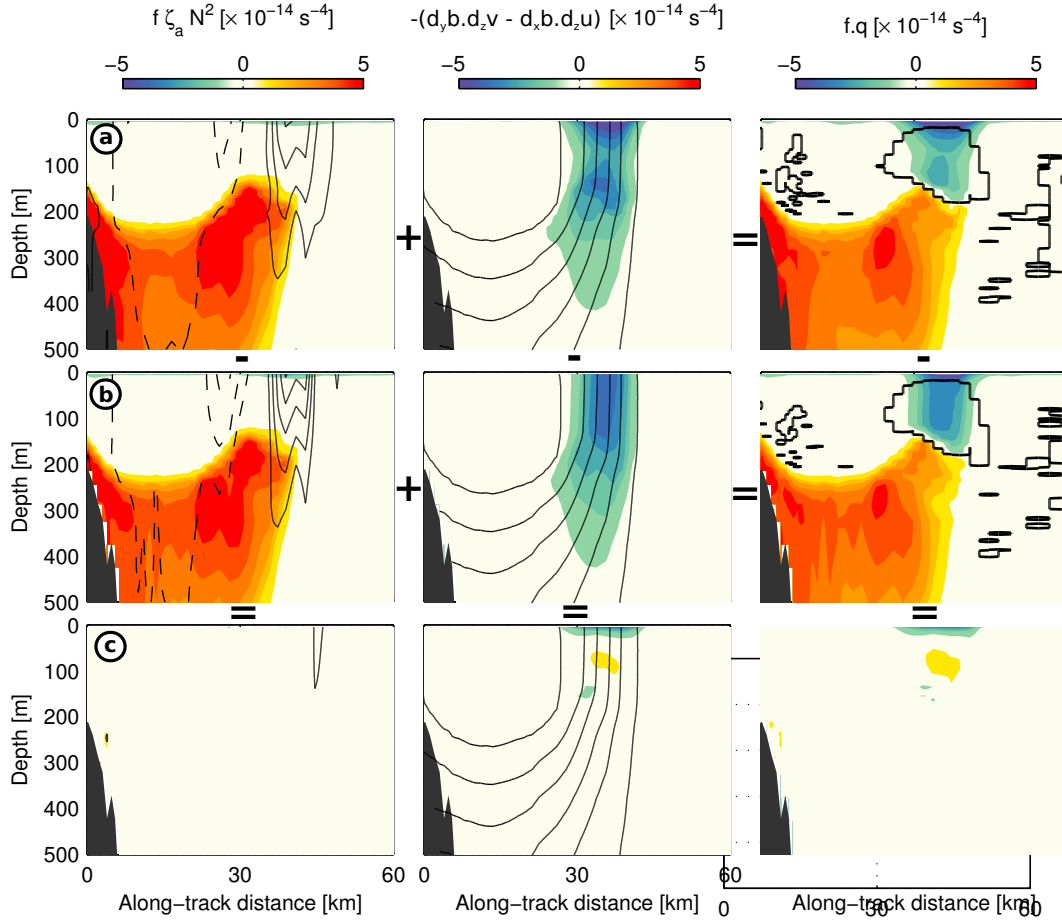 f ζa N² [× 10−14 s−4]
-(dyb.dzv - dxb.dzu) [× 10−14 s−4]
f.q [× 10−14 s−4]
−5 0 5
−5 0 5
−5 0 5
a
0
100
200
300
400
500
Depth [m]
+
=
-
-
-
b
0
100
200
300
400
500
Depth [m]
+
=
=
=
=
c
0
100
200
300
400
500
Depth [m]
0 30 60
0 30 60
0 30 60
Along−track distance [km]
Along−track distance [km]
Along−track distance [km]